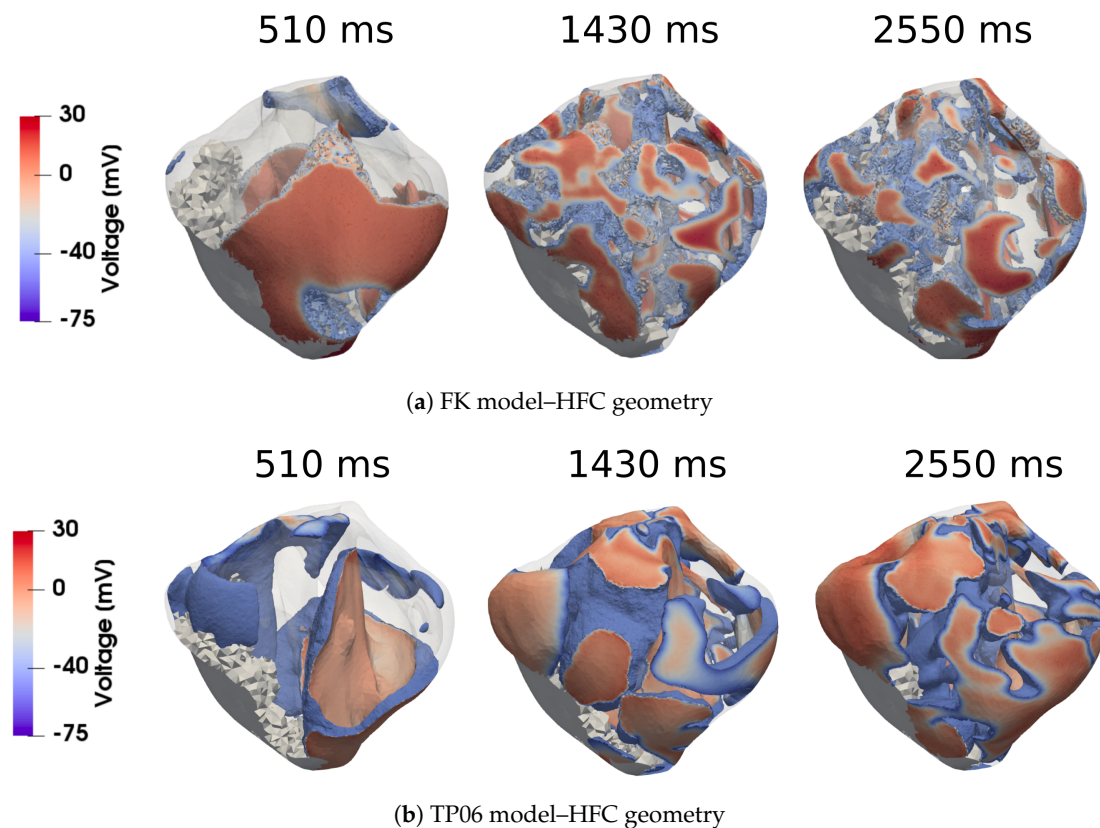 510 ms 1430 ms 2550 ms
30
0
-40
-75
Voltage (mV)
(a) FK model–HFC geometry
510 ms 1430 ms 2550 ms
30
0
-40
-75
Voltage (mV)
(b) TP06 model–HFC geometry